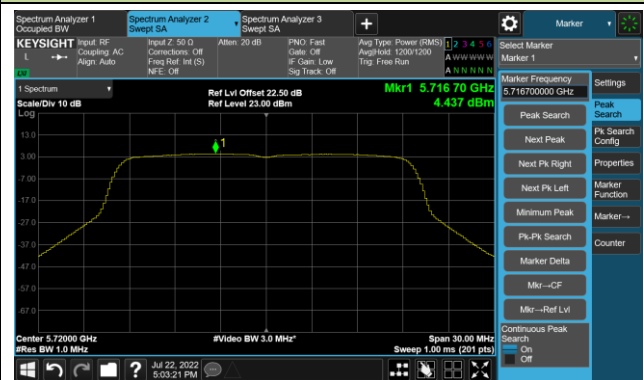 Spectrum Analyzer 1
Occupied BW
Spectrum Analyzer 2
Swept SA
Spectrum Analyzer 3
Swept SA
Marker
KEYSIGHT
L
Input: RF
Coupling: AC
Align: Auto
Input Z: 50 Ω
Corrections: Off
Freq Ref: Int (S)
NFE: Off
Atten: 20 dB
PNO: Fast
Gate: Off
IF Gain: Low
Sig Track: Off
Avg Type: Power (RMS)
Avg|Hold: 1200/1200
Trig: Free Run
1 2 3 4 5 6
A W W W W W
A N N N N N
Select Marker
Marker 1
1 Spectrum
Scale/Div 10 dB
Log
Ref Lvl Offset 22.50 dB
Ref Level 23.00 dBm
Mkr1 5.716 70 GHz
4.437 dBm
1
13.0
3.00
-7.00
-17.0
-27.0
-37.0
-47.0
-57.0
-67.0
Center 5.72000 GHz
#Res BW 1.0 MHz
#Video BW 3.0 MHz*
Span 30.00 MHz
Sweep 1.00 ms (201 pts)
Marker Frequency
5.716700000 GHz
Peak Search
Next Peak
Next Pk Right
Next Pk Left
Minimum Peak
Pk-Pk Search
Marker Delta
Mkr→CF
Mkr→Ref Lvl
Continuous Peak
Search
On
Off
Settings
Peak
Search
Pk Search
Config
Properties
Marker
Function
Marker→
Counter
Jul 22, 2022
5:03:21 PM